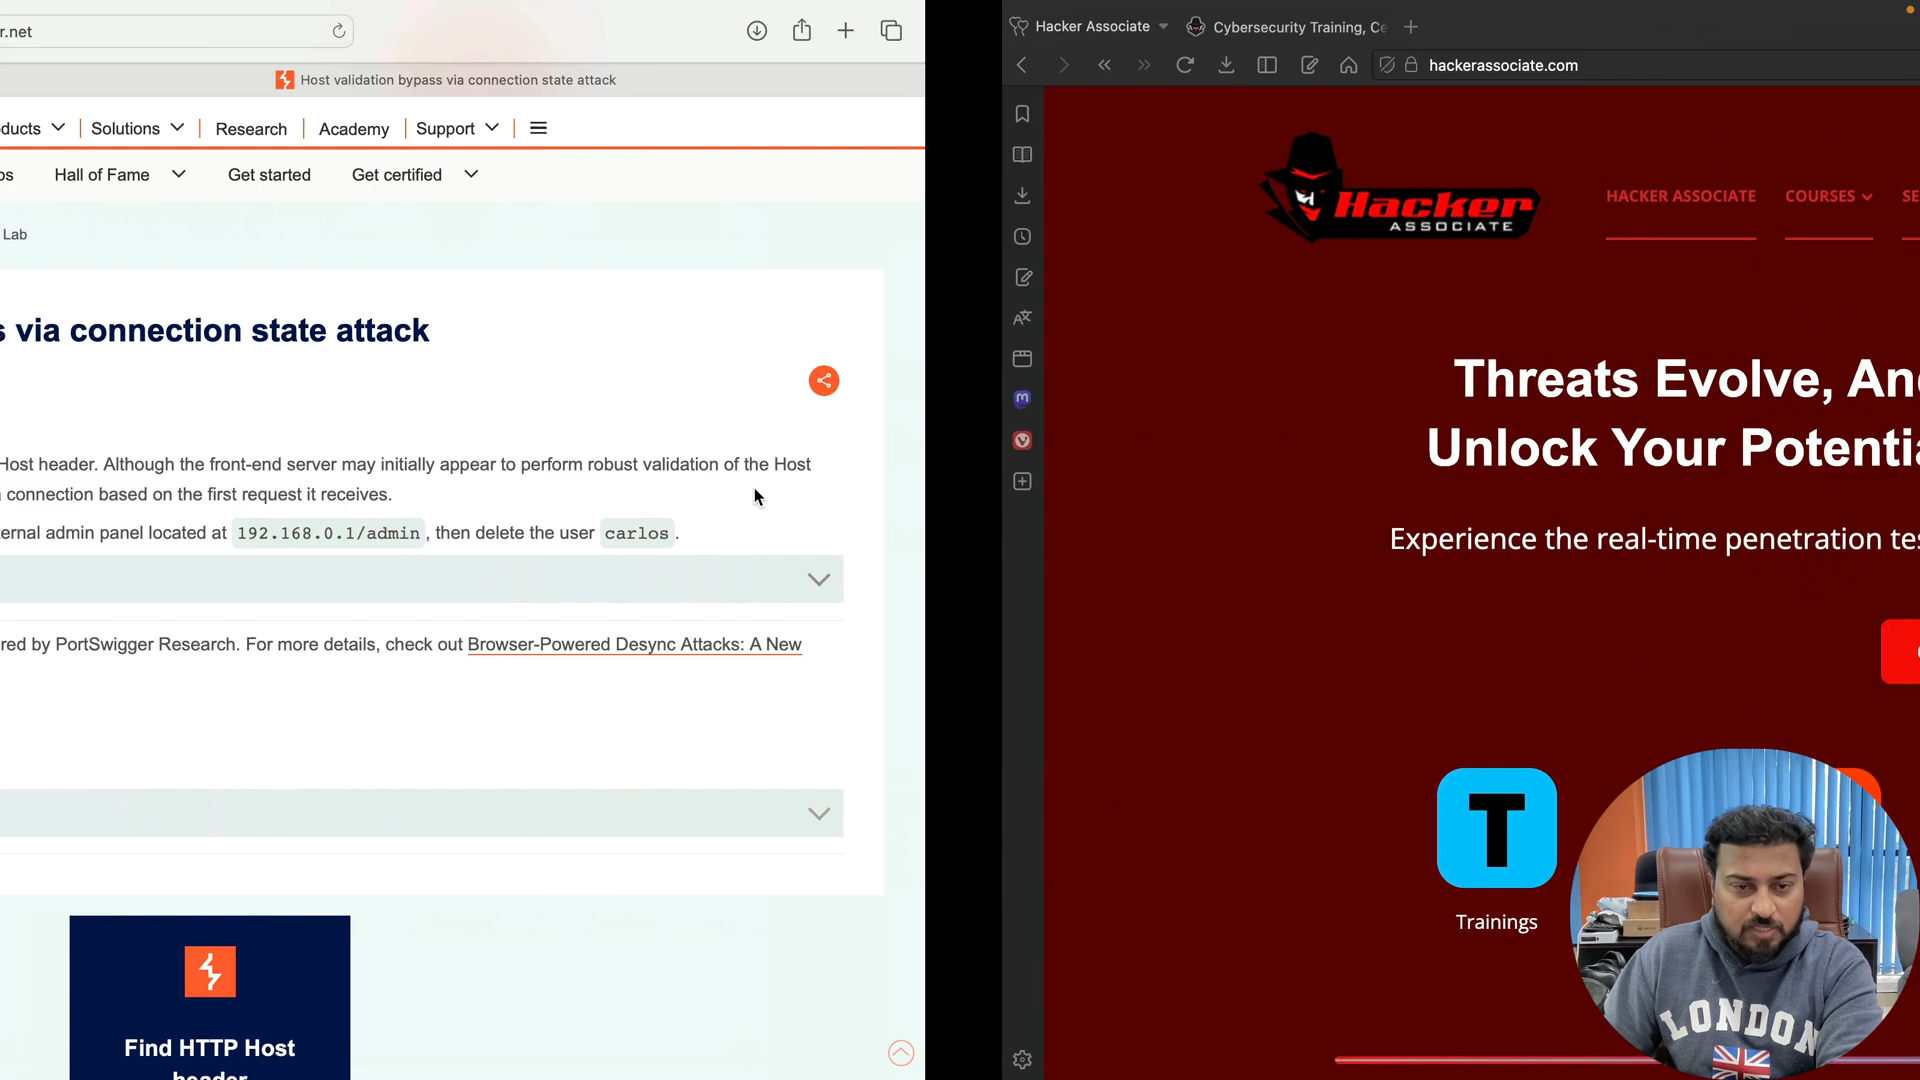 r.net
Host validation bypass via connection state attack
ducts
Solutions
Research
Academy
Support
os
Hall of Fame
Get started
Get certified
Lab
s via connection state attack
Host header. Although the front-end server may initially appear to perform robust validation of the Host
connection based on the first request it receives.
ernal admin panel located at 192.168.0.1/admin, then delete the user carlos.
red by PortSwigger Research. For more details, check out Browser-Powered Desync Attacks: A New
Find HTTP Host
header
Hacker Associate
Cybersecurity Training, Ce
hackerassociate.com
Hacker
ASSOCIATE
HACKER ASSOCIATE
COURSES
SE
Threats Evolve, An
Unlock Your Potenti
Experience the real-time penetration tes
T
Trainings
LONDON